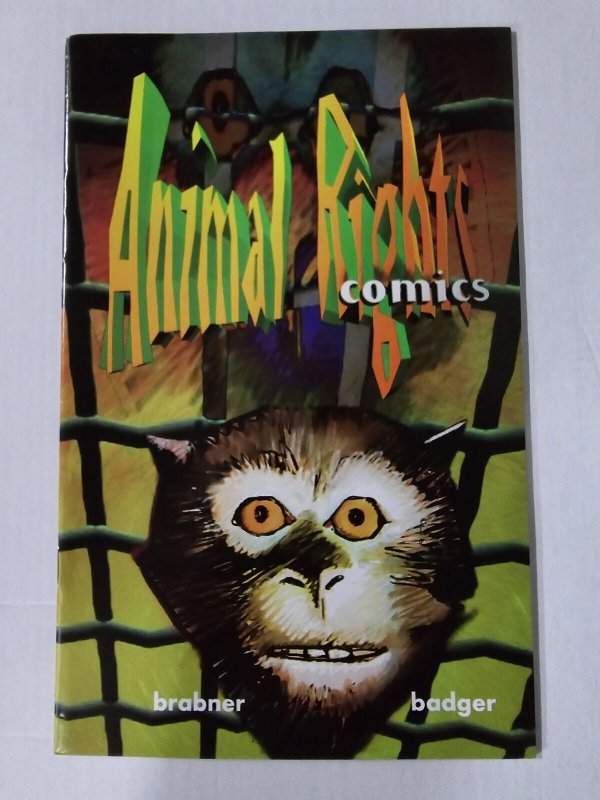 Animal Rights
comics
brabner badger